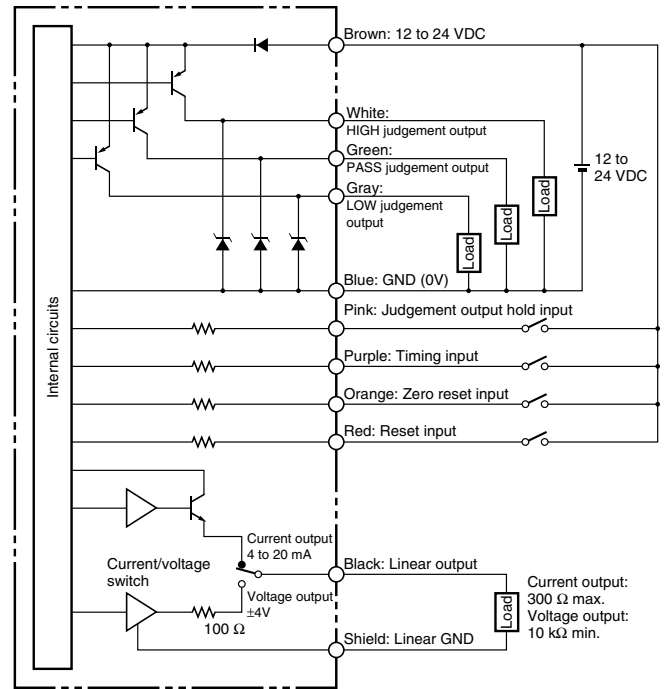 Brown: 12 to 24 VDC
White:
HIGH judgement output
Green:
PASS judgement output
Gray:
LOW judgement
output
Load
Load
Load
12 to
24 VDC
Blue: GND (0V)
Internal circuits
Pink: Judgement output hold input
Purple: Timing input
Orange: Zero reset input
Red: Reset input
Current output
4 to 20 mA
Current/voltage
switch
Black: Linear output
Voltage output
±4V
100 Ω
Shield: Linear GND
Load
Current output:
300 Ω max.
Voltage output:
10 kΩ min.